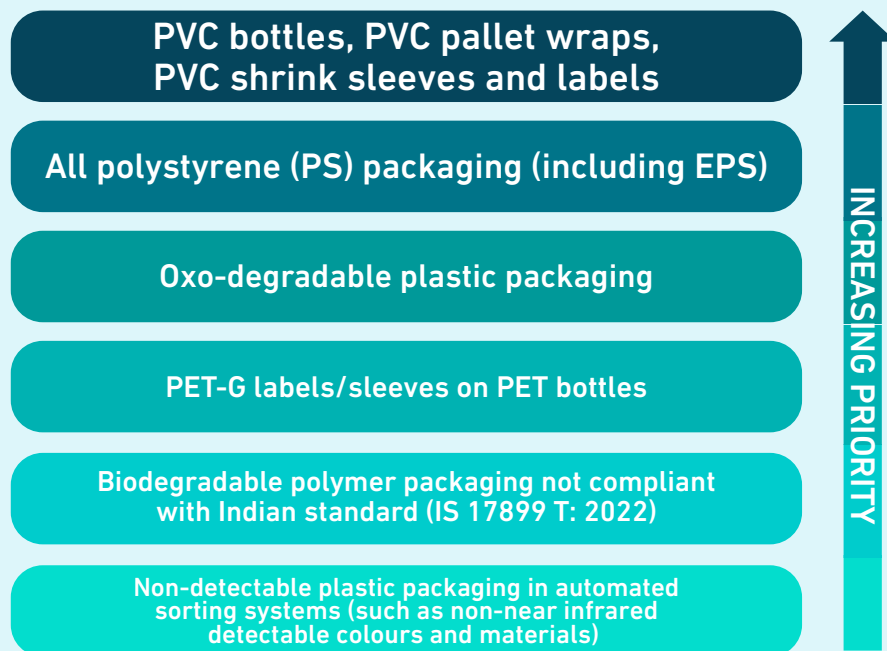 PVC bottles, PVC pallet wraps,
PVC shrink sleeves and labels
All polystyrene (PS) packaging (including EPS)
Oxo-degradable plastic packaging
PET-G labels/sleeves on PET bottles
Biodegradable polymer packaging not compliant
with Indian standard (IS 17899 T: 2022)
Non-detectable plastic packaging in automated
sorting systems (such as non-near infrared
detectable colours and materials)
INCREASING PRIORITY